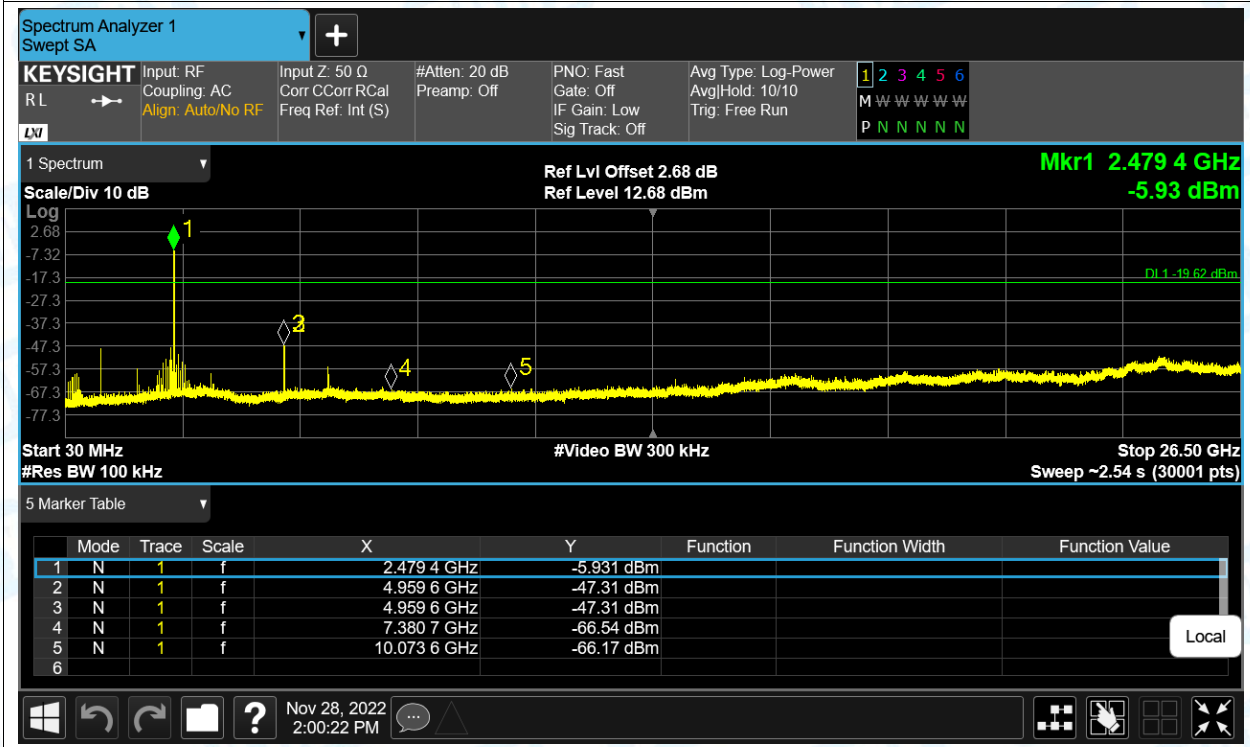 Spectrum Analyzer 1
Swept SA
+
KEYSIGHT
RL
LXI
Input: RF
Coupling: AC
Align: Auto/No RF
Input Z: 50 Ω
Corr CCorr RCal
Freq Ref: Int (S)
#Atten: 20 dB
Preamp: Off
PNO: Fast
Gate: Off
IF Gain: Low
Sig Track: Off
Avg Type: Log-Power
Avg|Hold: 10/10
Trig: Free Run
1 2 3 4 5 6
M W W W W W
P N N N N N
1 Spectrum
Scale/Div 10 dB
Ref Lvl Offset 2.68 dB
Ref Level 12.68 dBm
Mkr1 2.479 4 GHz
-5.93 dBm
Log
2.68
-7.32
-17.3
-27.3
-37.3
-47.3
-57.3
-67.3
-77.3
1
DL1 -19.62 dBm
4
5
Start 30 MHz
#Res BW 100 kHz
#Video BW 300 kHz
Stop 26.50 GHz
Sweep ~2.54 s (30001 pts)
5 Marker Table
Mode Trace Scale X Y Function Function Width Function Value
1 N 1 f 2.479 4 GHz -5.931 dBm
2 N 1 f 4.959 6 GHz -47.31 dBm
3 N 1 f 4.959 6 GHz -47.31 dBm
4 N 1 f 7.380 7 GHz -66.54 dBm
5 N 1 f 10.073 6 GHz -66.17 dBm
6
Local
?
Nov 28, 2022
2:00:22 PM